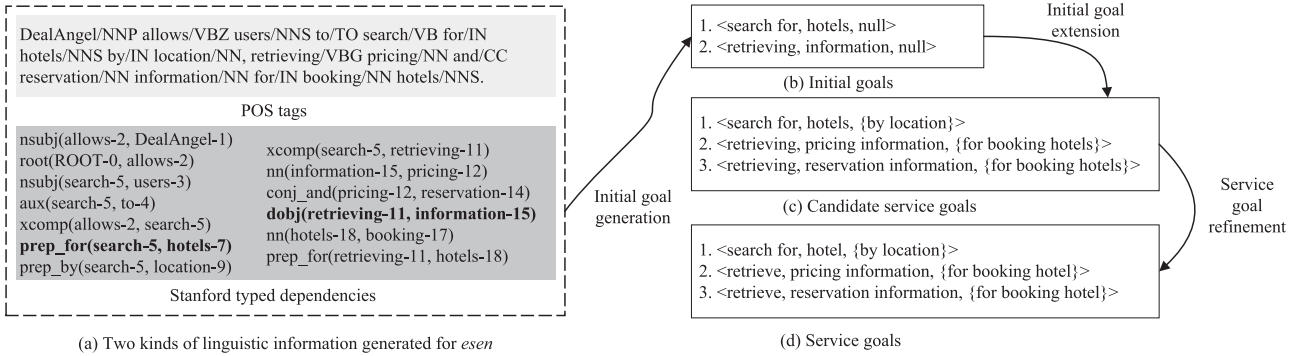 DealAngel/NNP allows/VBZ users/NNS to/TO search/VB for/IN
hotels/NNS by/IN location/NN, retrieving/VBG pricing/NN and/CC
reservation/NN information/NN for/IN booking/NN hotels/NNS.
POS tags
nsubj(allows-2, DealAngel-1)
root(ROOT-0, allows-2)
nsubj(search-5, users-3)
aux(search-5, to-4)
xcomp(allows-2, search-5)
prep_for(search-5, hotels-7)
prep_by(search-5, location-9)
xcomp(search-5, retrieving-11)
nn(information-15, pricing-12)
conj_and(pricing-12, reservation-14)
dobj(retrieving-11, information-15)
nn(hotels-18, booking-17)
prep_for(retrieving-11, hotels-18)
Stanford typed dependencies
(a) Two kinds of linguistic information generated for esen
Initial goal
generation
1. <search for, hotels, null>
2. <retrieving, information, null>
(b) Initial goals
Initial goal
extension
1. <search for, hotels, {by location}>
2. <retrieving, pricing information, {for booking hotels}>
3. <retrieving, reservation information, {for booking hotels}>
(c) Candidate service goals
Service
goal
refinement
1. <search for, hotel, {by location}>
2. <retrieve, pricing information, {for booking hotel}>
3. <retrieve, reservation information, {for booking hotel}>
(d) Service goals